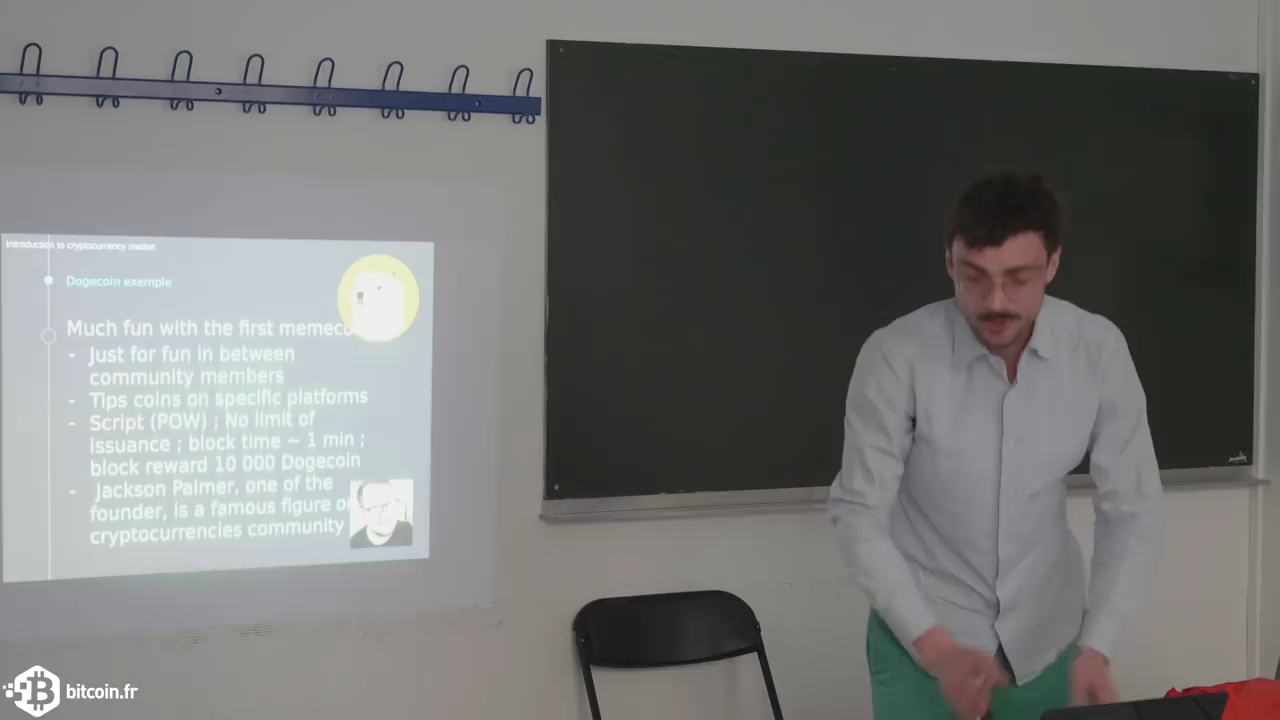 Introduction to cryptocurrency market
Dogecoin exemple
Much fun with the first memeco
- Just for fun in between
community members
- Tips coins on specific platforms
- Script (POW) ; No limit of
issuance ; block time ~ 1 min ;
block reward 10 000 Dogecoin
- Jackson Palmer, one of the
founder, is a famous figure o
cryptocurrencies community
bitcoin.fr